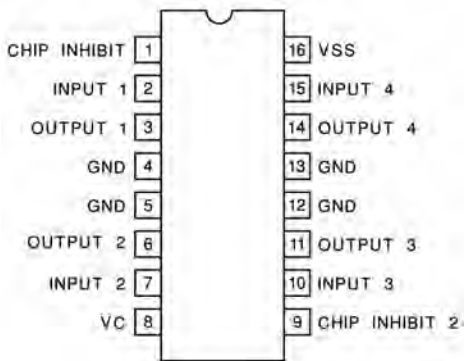 CHIP INHIBIT 1 16 VSS
INPUT 1 2 15 INPUT 4
OUTPUT 1 3 14 OUTPUT 4
GND 4 13 GND
GND 5 12 GND
OUTPUT 2 6 11 OUTPUT 3
INPUT 2 7 10 INPUT 3
VC 8 9 CHIP INHIBIT 2